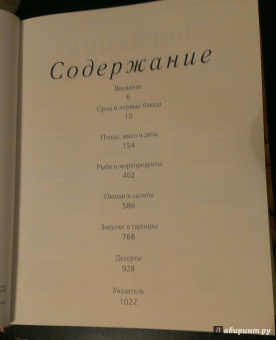 Содержание
Введение
6
Супы и первые блюда
10
Птица, мясо и дичь
154
Рыба и морепродукты
402
Овощи и салаты
586
Закуски и гарниры
768
Десерты
928
Указатель
1022
Лабиринт.ру